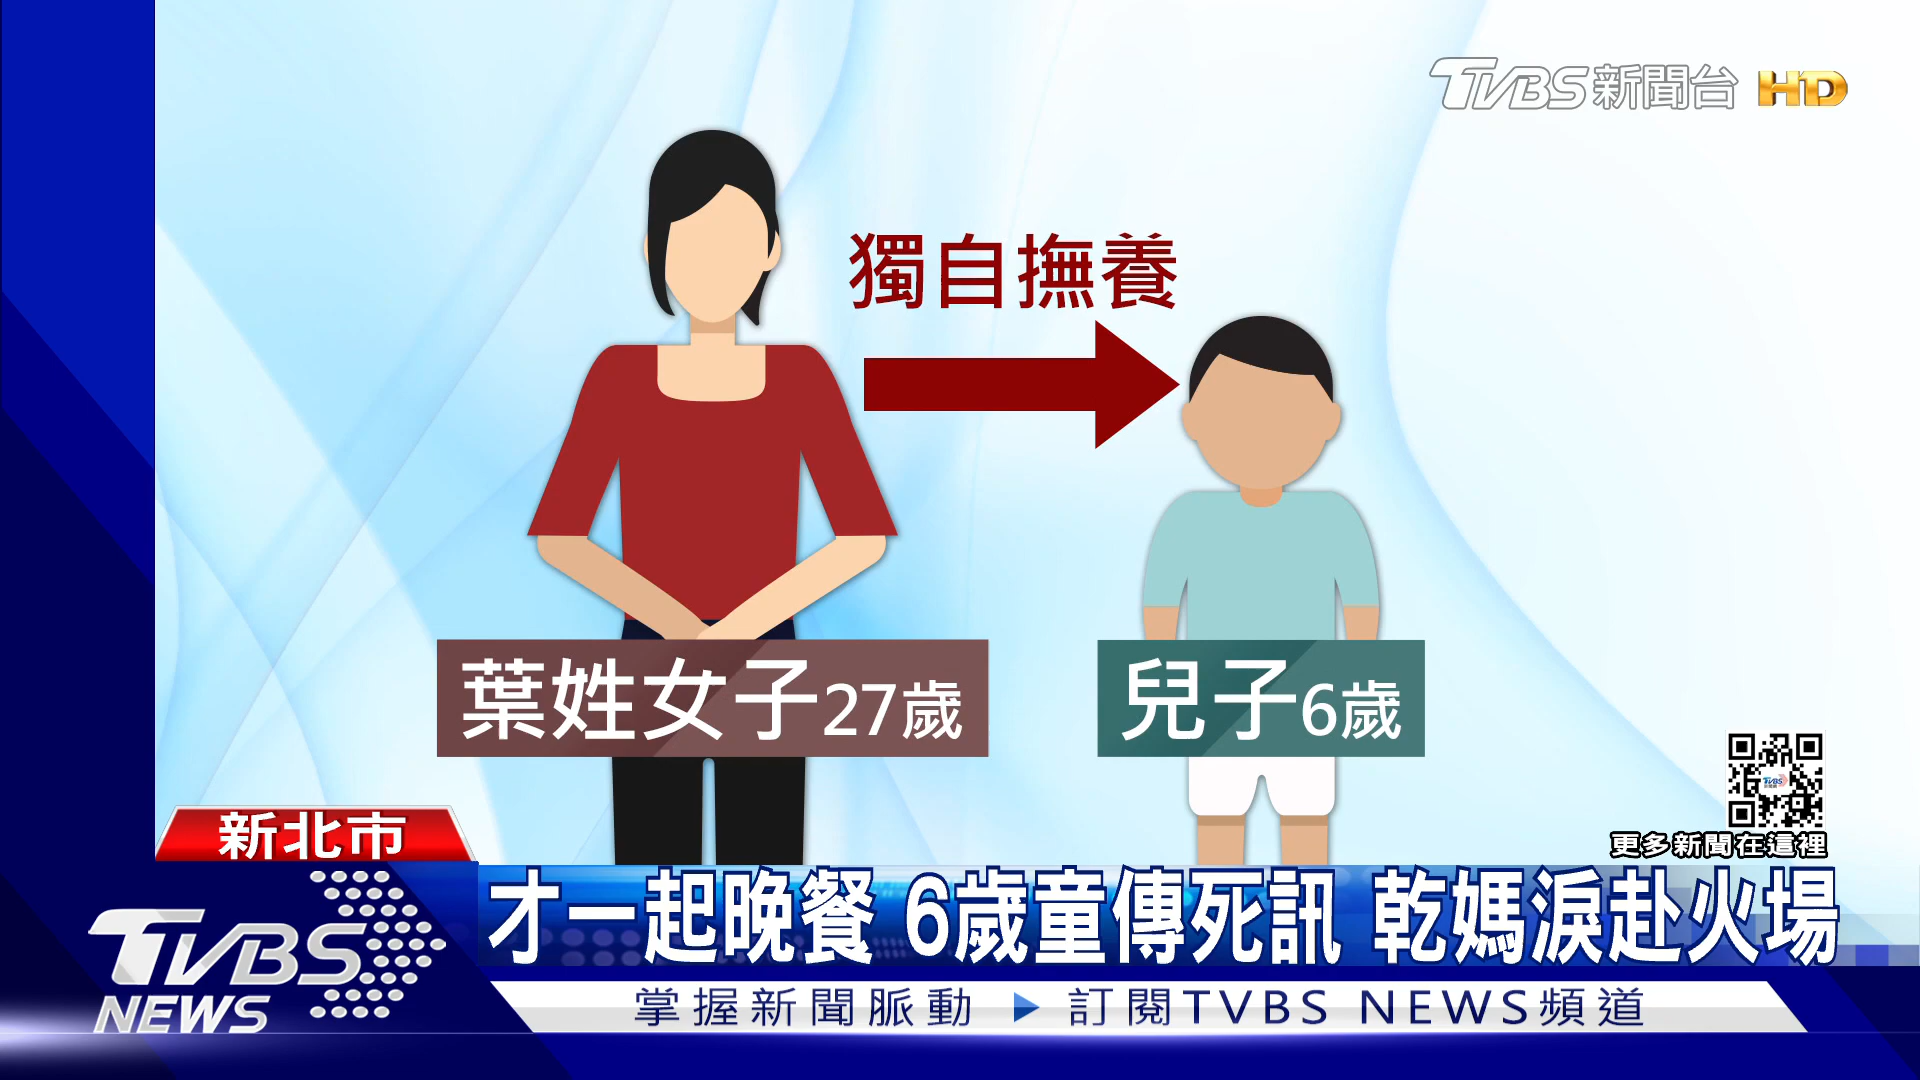 TVBS新聞台 HD
獨自撫養
葉姓女子27歲
兒子6歲
TVBS
更多新聞在這裡
新北市
才一起晚餐 6歲童傳死訊 乾媽淚赴火場
TVBS
NEWS
掌握新聞脈動 ▶ 訂閱TVBS NEWS頻道